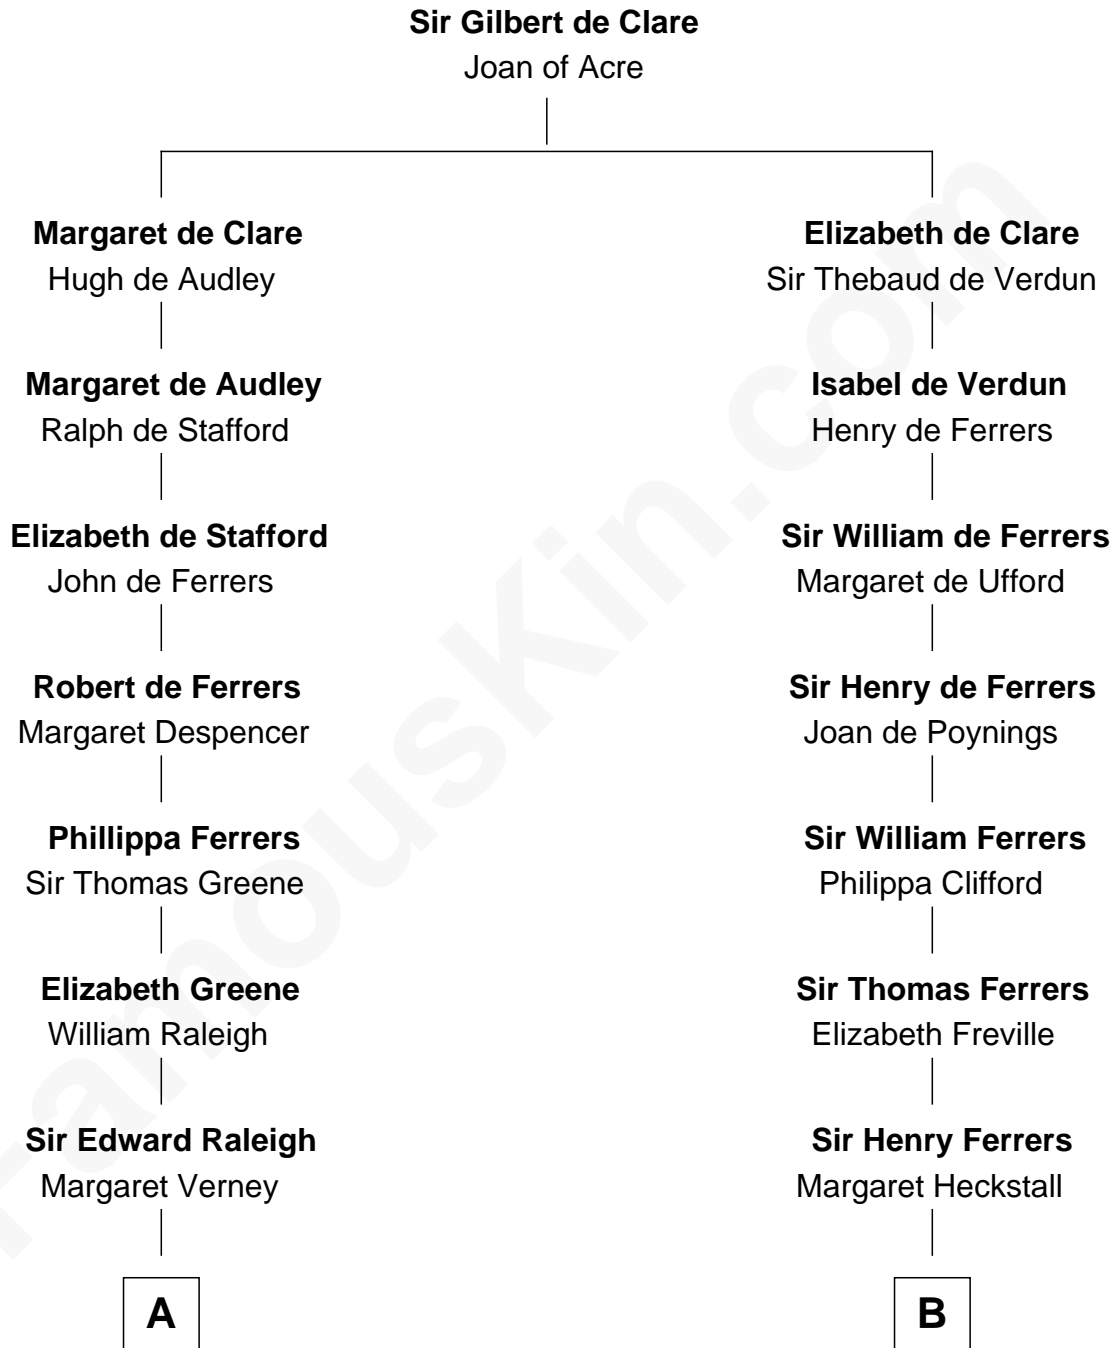 Sir Gilbert de Clare
Joan of Acre
Margaret de Clare
Hugh de Audley
Elizabeth de Clare
Sir Thebaud de Verdun
Margaret de Audley
Ralph de Stafford
Isabel de Verdun
Henry de Ferrers
Elizabeth de Stafford
John de Ferrers
Sir William de Ferrers
Margaret de Ufford
Robert de Ferrers
Margaret Despencer
Sir Henry de Ferrers
Joan de Poynings
Phillippa Ferrers
Sir Thomas Greene
Sir William Ferrers
Philippa Clifford
Elizabeth Greene
William Raleigh
Sir Thomas Ferrers
Elizabeth Freville
Sir Edward Raleigh
Margaret Verney
Sir Henry Ferrers
Margaret Heckstall
A
B
FamousKin.com